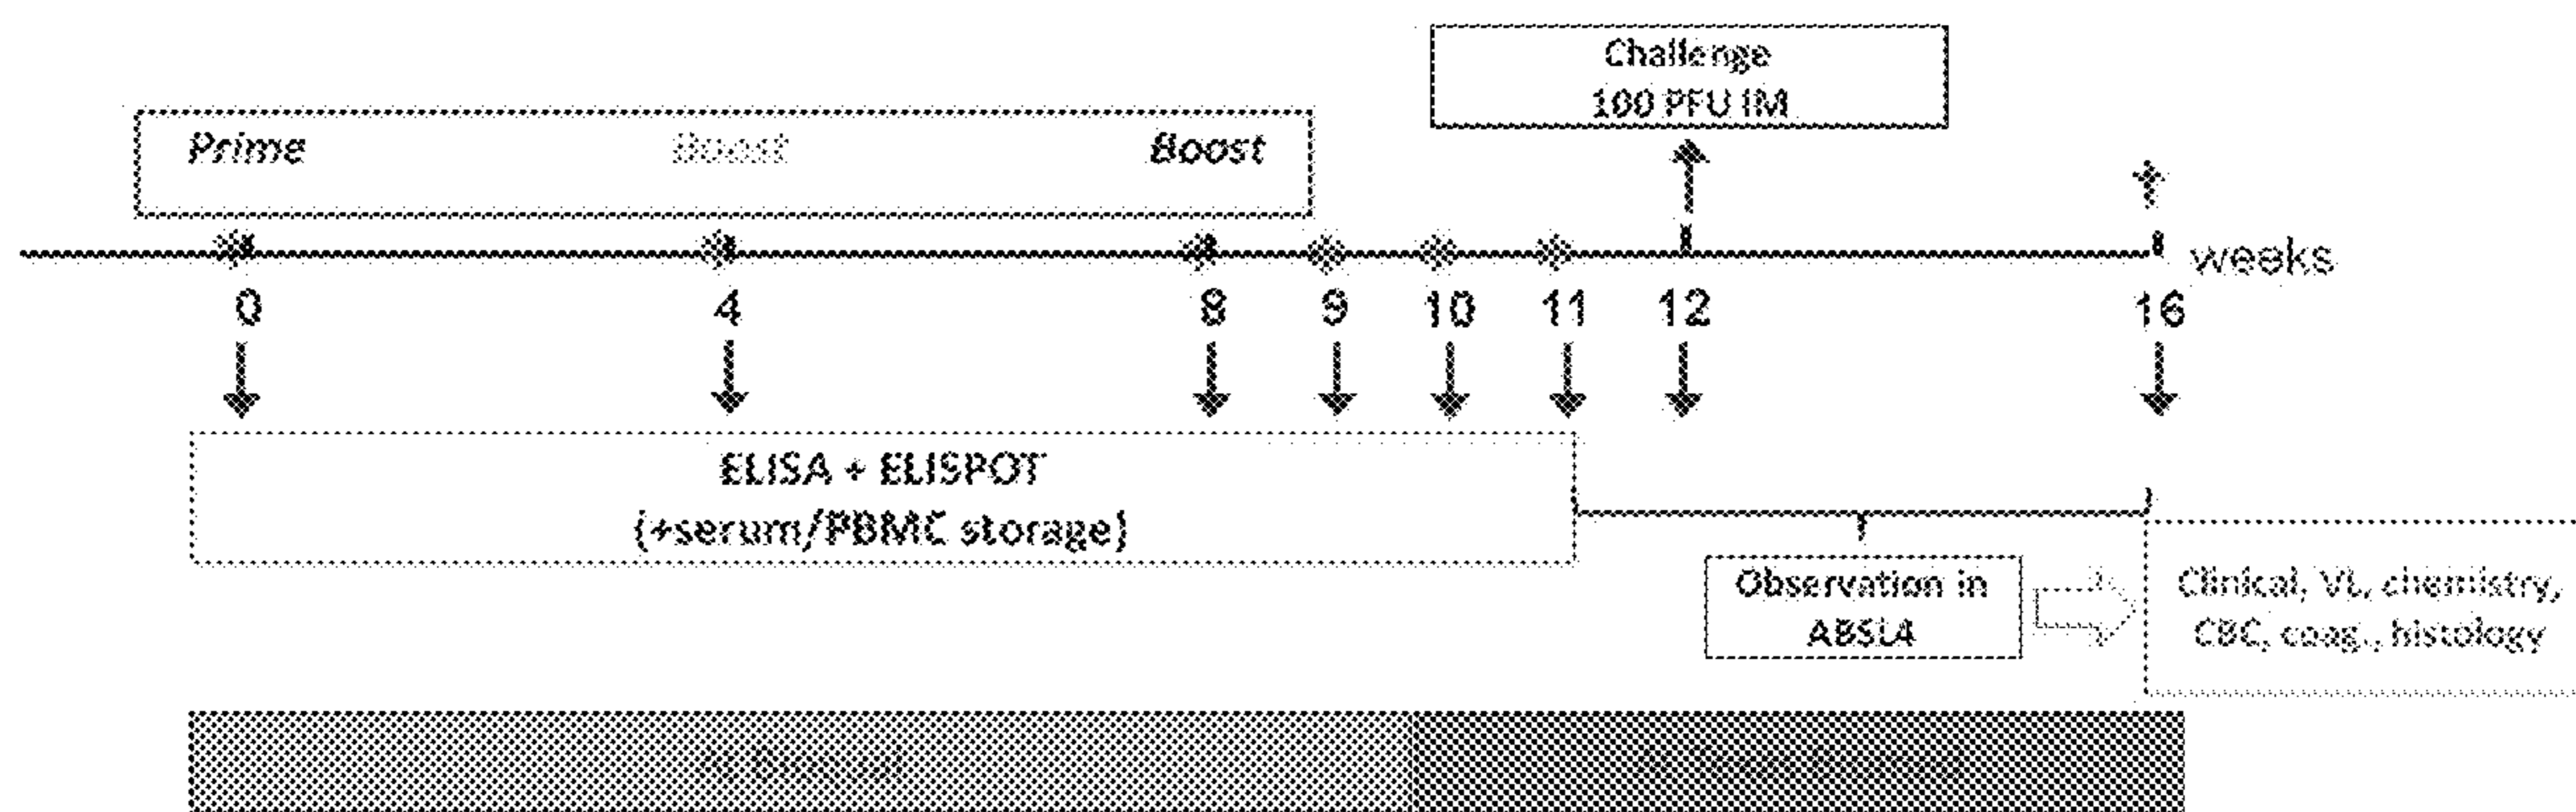 Challenge
100 PFU IM
Prime Boost Boost
weeks
0 4 8 9 10 11 12 16
ELISA + ELISPOT
(+serum/PBMC storage)
Observation in
ABSL4
Clinical, VL, chemistry,
CBC, coag., histology